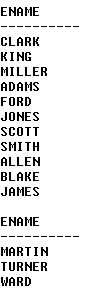 ENAME
----------
CLARK
KING
MILLER
ADAMS
FORD
JONES
SCOTT
SMITH
ALLEN
BLAKE
JAMES
ENAME
----------
MARTIN
TURNER
WARD